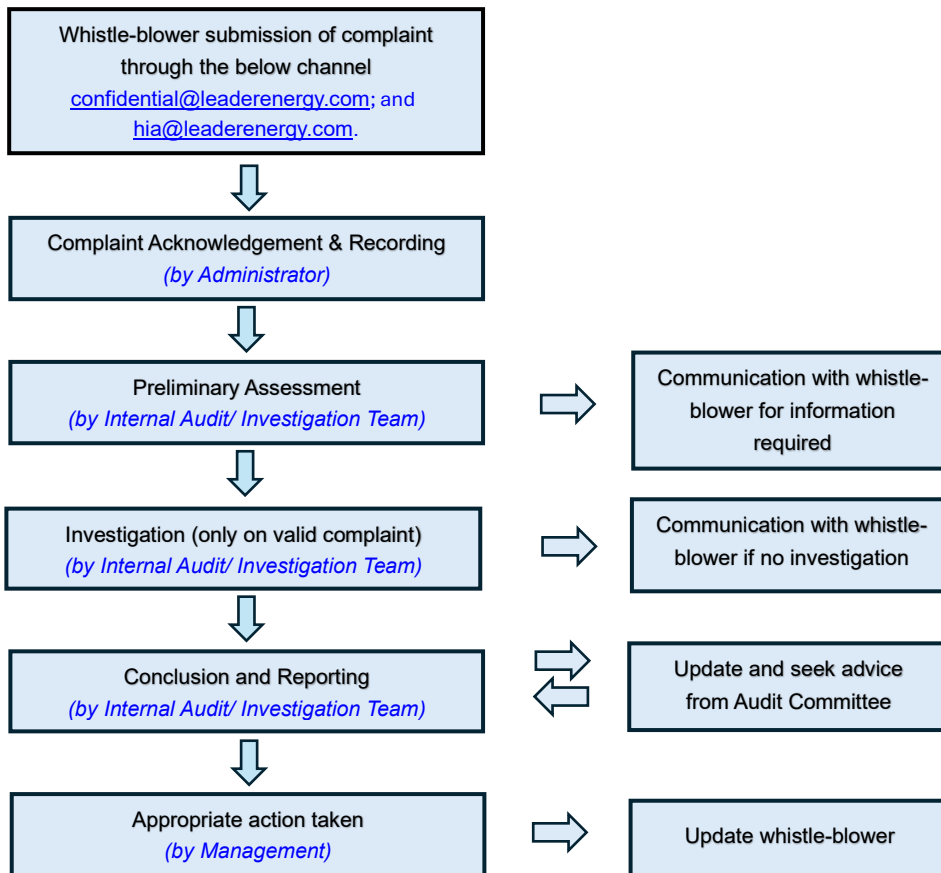 Whistle-blower submission of complaint
through the below channel
confidential@leaderenergy.com; and
hia@leaderenergy.com.
Complaint Acknowledgement & Recording
(by Administrator)
Preliminary Assessment
(by Internal Audit/ Investigation Team)
Communication with whistle-
blower for information
required
Investigation (only on valid complaint)
(by Internal Audit/ Investigation Team)
Communication with whistle-
blower if no investigation
Conclusion and Reporting
(by Internal Audit/ Investigation Team)
Update and seek advice
from Audit Committee
Appropriate action taken
(by Management)
Update whistle-blower